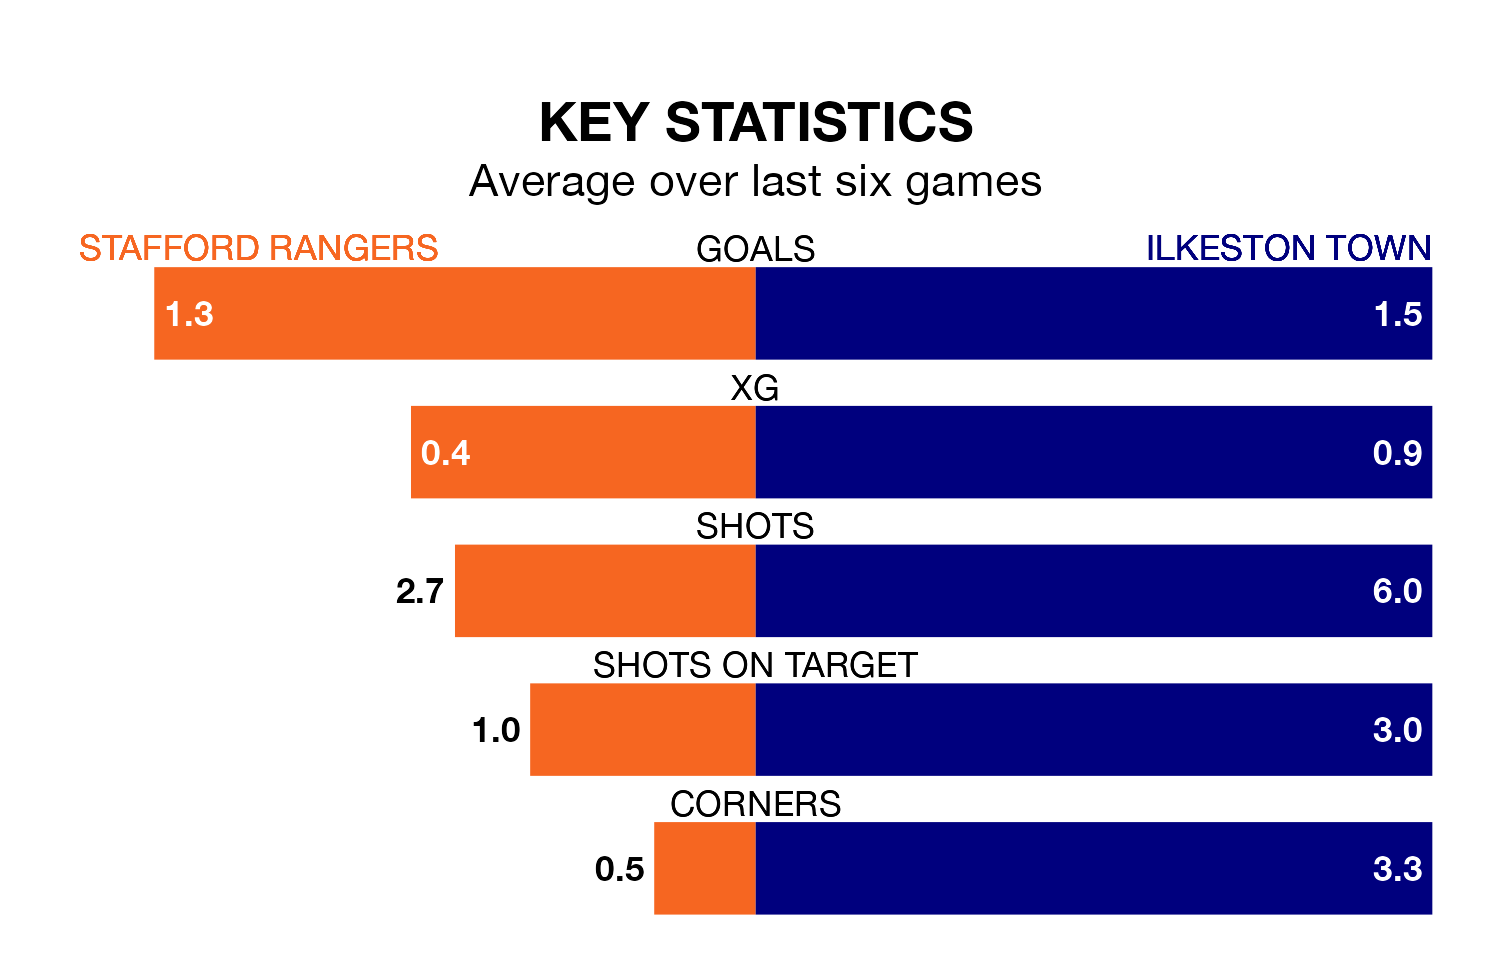 KEY STATISTICS
Average over last six games
STAFFORD RANGERS GOALS ILKESTON TOWN
1.3 1.5
XG
0.4 0.9
SHOTS
2.7 6.0
SHOTS ON TARGET
1.0 3.0
CORNERS
0.5 3.3